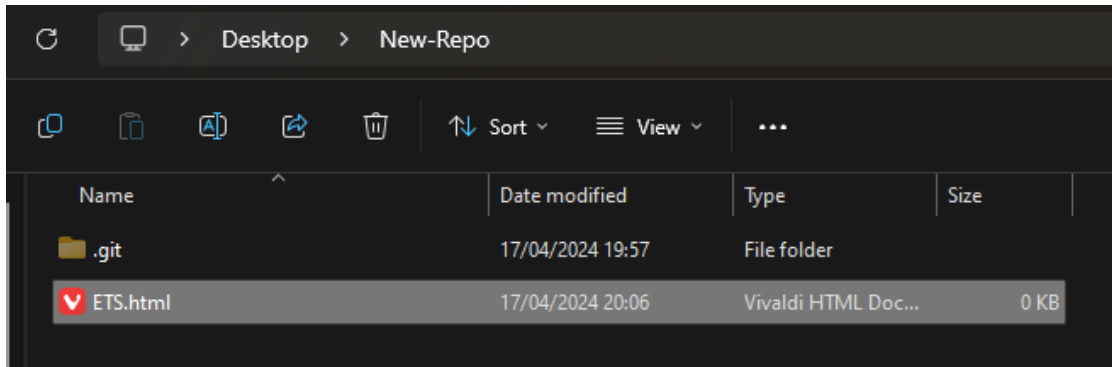 Desktop > New-Repo
Sort View
Name Date modified Type Size
.git 17/04/2024 19:57 File folder
ETS.html 17/04/2024 20:06 Vivaldi HTML Doc... 0 KB